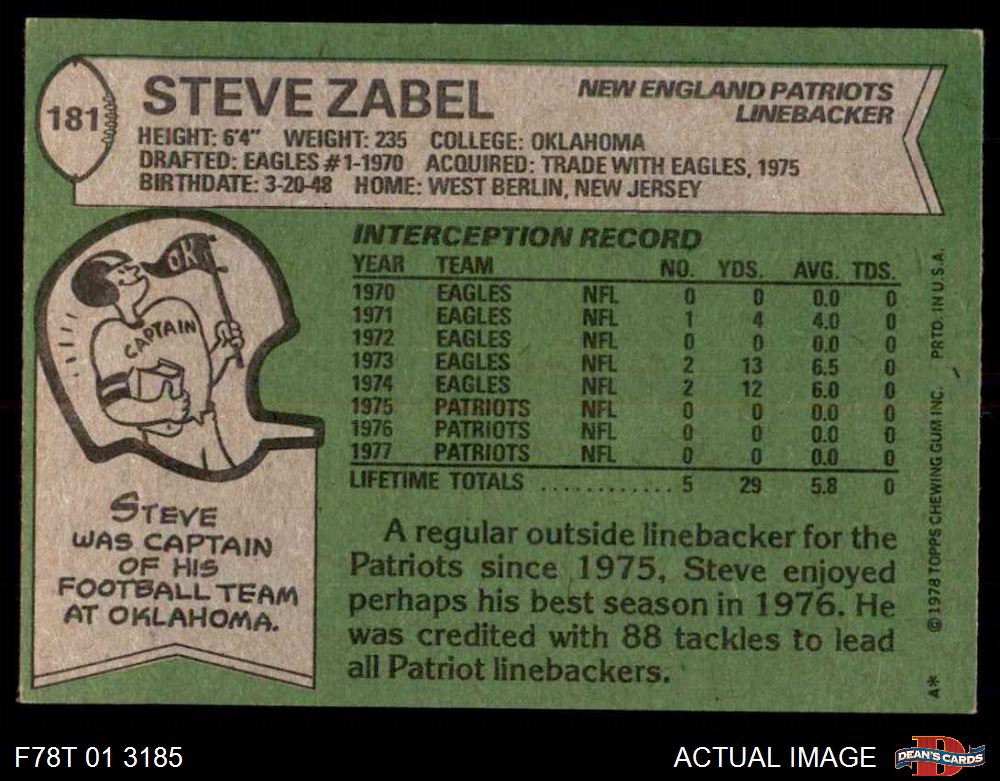 181
STEVE ZABEL
NEW ENGLAND PATRIOTS
LINEBACKER
HEIGHT: 6'4" WEIGHT: 235 COLLEGE: OKLAHOMA
DRAFTED: EAGLES #1-1970 ACQUIRED: TRADE WITH EAGLES, 1975
BIRTHDATE: 3-20-48 HOME: WEST BERLIN, NEW JERSEY
OK
CAPTAIN
STEVE
WAS CAPTAIN
OF HIS
FOOTBALL TEAM
AT OKLAHOMA.
INTERCEPTION RECORD
YEAR TEAM NO. YDS. AVG. TDS.
1970 EAGLES NFL 0 0 0.0 0
1971 EAGLES NFL 1 4 4.0 0
1972 EAGLES NFL 0 0 0.0 0
1973 EAGLES NFL 2 13 6.5 0
1974 EAGLES NFL 2 12 6.0 0
1975 PATRIOTS NFL 0 0 0.0 0
1976 PATRIOTS NFL 0 0 0.0 0
1977 PATRIOTS NFL 0 0 0.0 0
LIFETIME TOTALS ............ 5 29 5.8 0
A regular outside linebacker for the
Patriots since 1975, Steve enjoyed
perhaps his best season in 1976. He
was credited with 88 tackles to lead
all Patriot linebackers.
A* ©1978 TOPPS CHEWING GUM INC. PRTD. IN U.S.A.
F78T 01 3185
ACTUAL IMAGE
D
DEAN'S CARDS